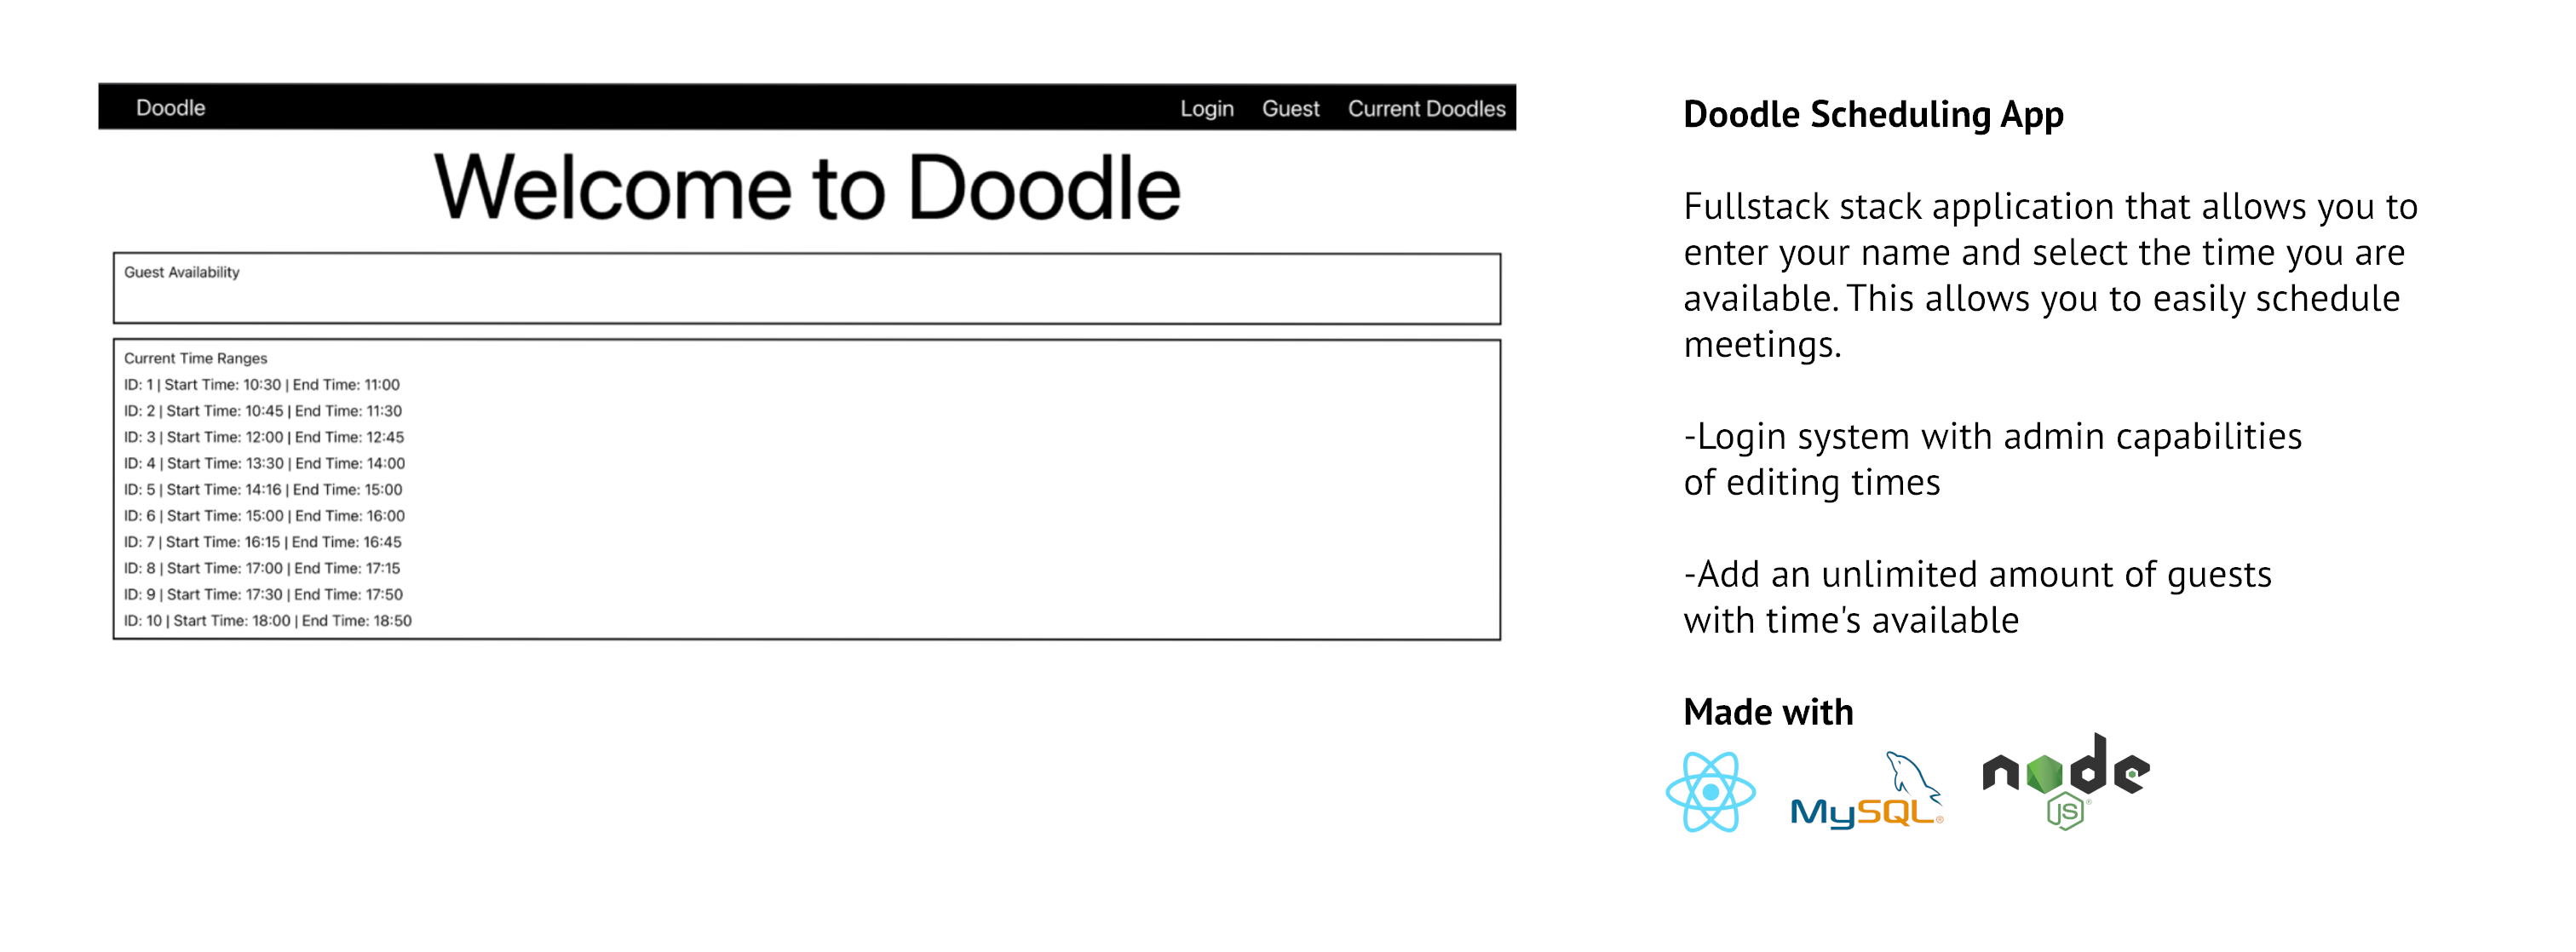 Doodle
Login Guest Current Doodles
Welcome to Doodle
Guest Availability
Current Time Ranges
ID: 1 | Start Time: 10:30 | End Time: 11:00
ID: 2 | Start Time: 10:45 | End Time: 11:30
ID: 3 | Start Time: 12:00 | End Time: 12:45
ID: 4 | Start Time: 13:30 | End Time: 14:00
ID: 5 | Start Time: 14:16 | End Time: 15:00
ID: 6 | Start Time: 15:00 | End Time: 16:00
ID: 7 | Start Time: 16:15 | End Time: 16:45
ID: 8 | Start Time: 17:00 | End Time: 17:15
ID: 9 | Start Time: 17:30 | End Time: 17:50
ID: 10 | Start Time: 18:00 | End Time: 18:50
Doodle Scheduling App
Fullstack stack application that allows you to
enter your name and select the time you are
available. This allows you to easily schedule
meetings.
-Login system with admin capabilities
of editing times
-Add an unlimited amount of guests
with time's available
Made with
MySQL®
node
JS®